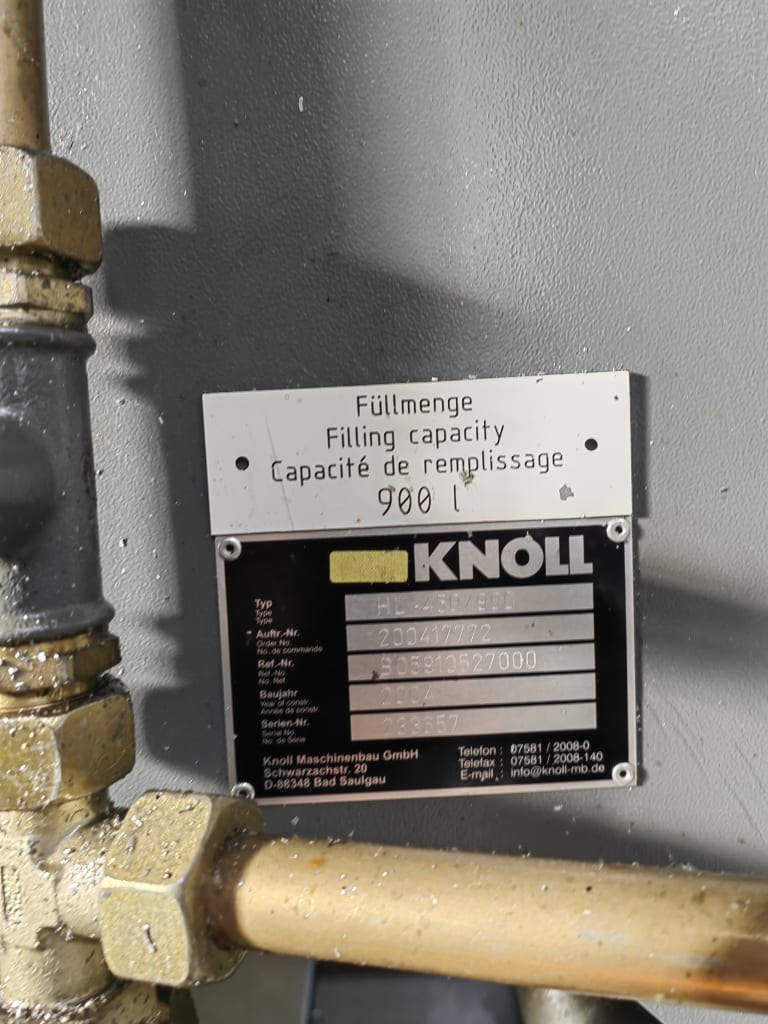 Füllmenge
Filling capacity
Capacité de remplissage
900 l
KNOLL
Typ
Type
Type
HL 450/900
Auftr.-Nr. 200417772
Order No.
No. de commande
Ref.-Nr.
Ref.-No.
No. Ref.
B05910527000
Baujahr 2004
Year of constr.
Année de constr.
Serien-Nr.
Serial No.
No. de Série
Knoll Maschinenbau GmbH
Schwarzachstr. 20
D-88348 Bad Saulgau
Telefon : 07581 / 2008-0
Telefax : 07581 / 2008-140
E-mail : info@knoll-mb.de